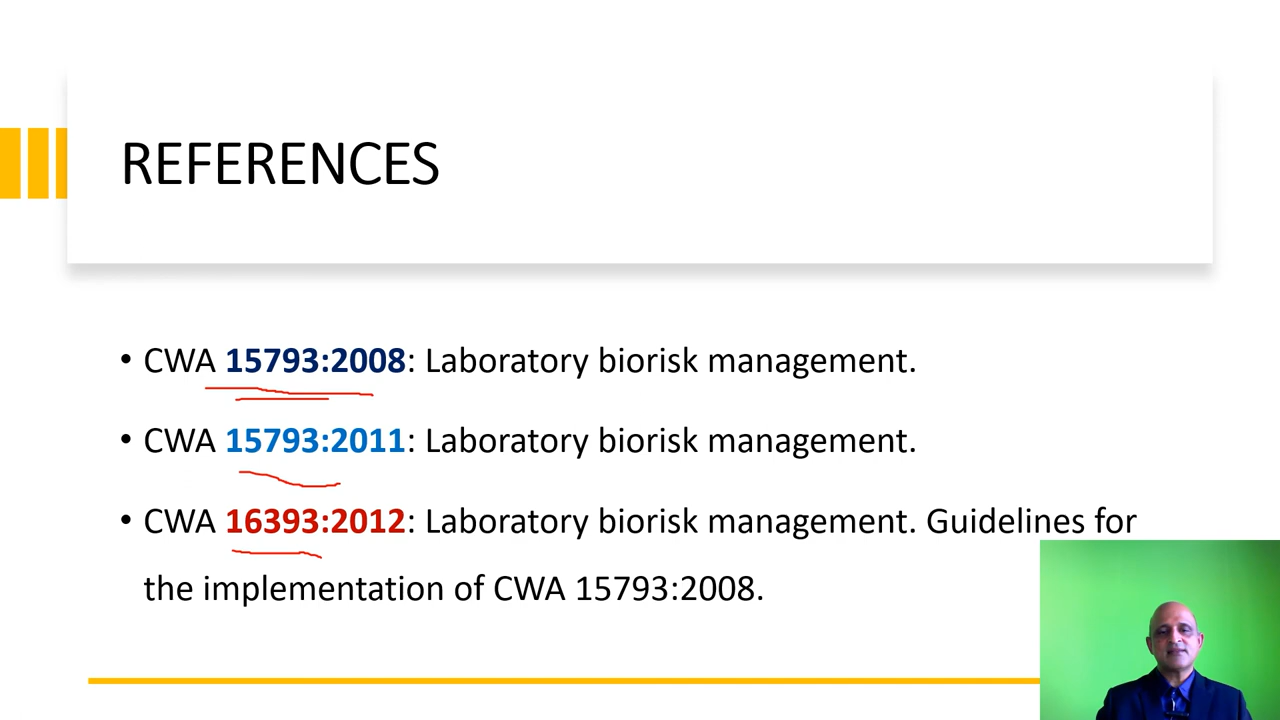 REFERENCES
• CWA 15793:2008: Laboratory biorisk management.
• CWA 15793:2011: Laboratory biorisk management.
• CWA 16393:2012: Laboratory biorisk management. Guidelines for
the implementation of CWA 15793:2008.